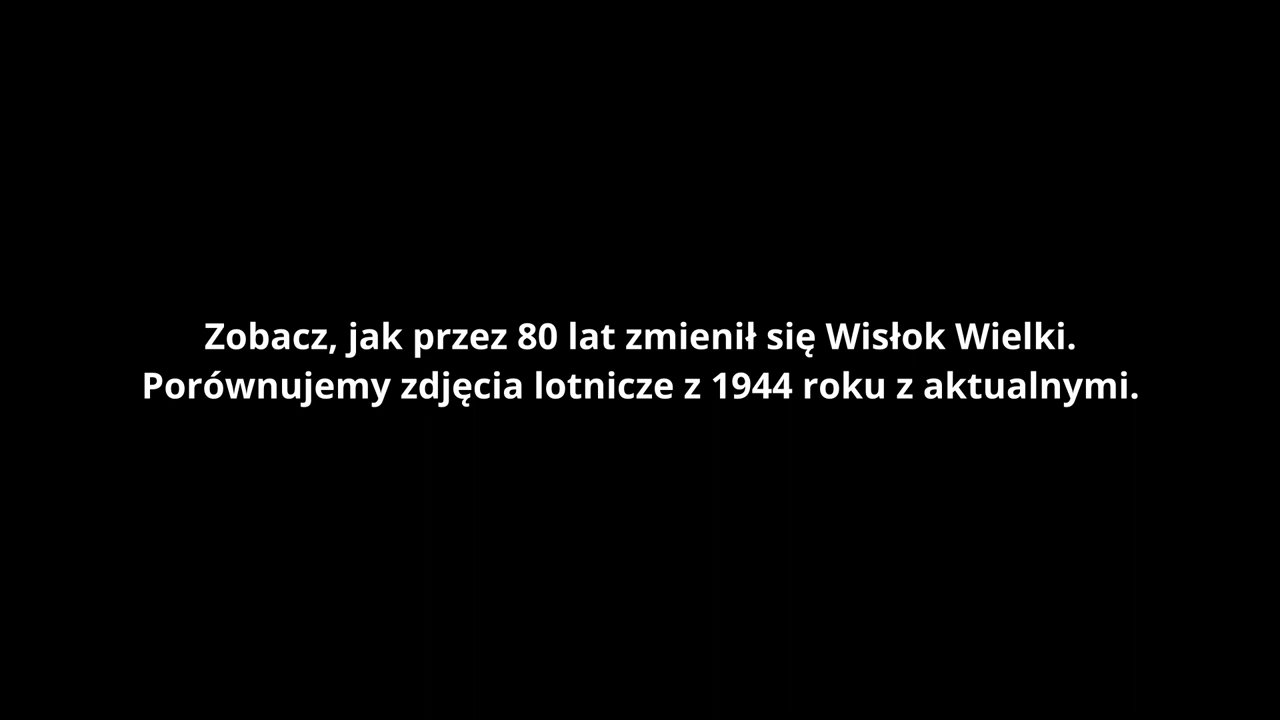 Zobacz, jak przez 80 lat zmienił się Wisłok Wielki.
Porównujemy zdjęcia lotnicze z 1944 roku z aktualnymi.